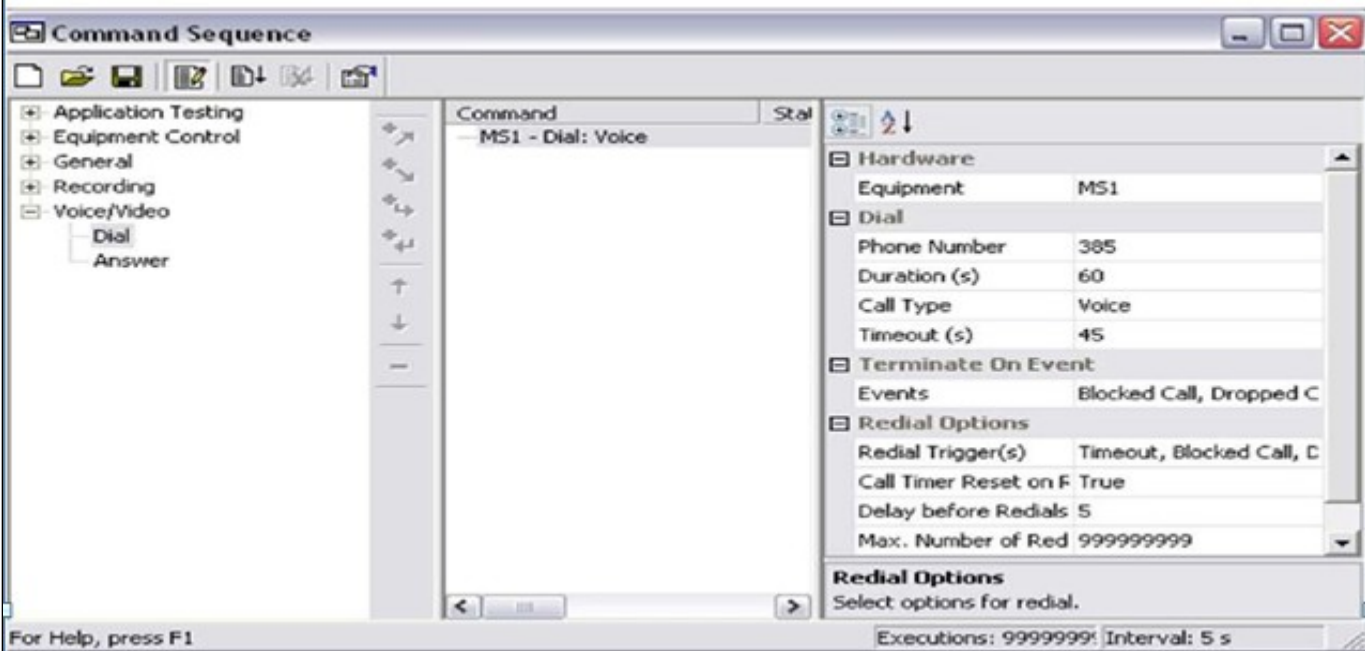 Command Sequence
Application Testing
Equipment Control
General
Recording
Voice/Video
Dial
Answer
Command Stal
MS1 - Dial: Voice
Hardware
Equipment MS1
Dial
Phone Number 385
Duration (s) 60
Call Type Voice
Timeout (s) 45
Terminate On Event
Events Blocked Call, Dropped C
Redial Options
Redial Trigger(s) Timeout, Blocked Call, D
Call Timer Reset on R True
Delay before Redials 5
Max. Number of Red 999999999
Redial Options
Select options for redial.
For Help, press F1
Executions: 9999999 Interval: 5 s